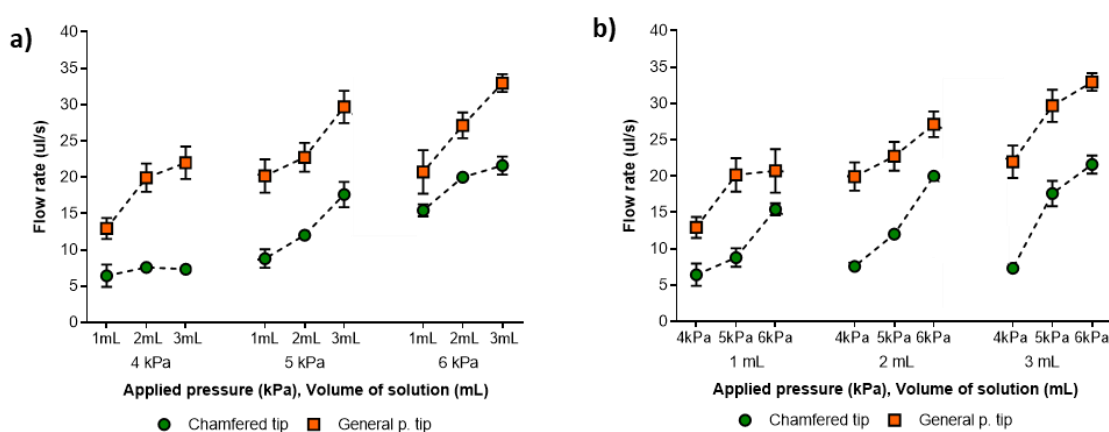 a)
40
35
30
25
20
15
10
5
0
Flow rate (ul/s)
1mL 2mL 3mL 1mL 2mL 3mL 1mL 2mL 3mL
4 kPa 5 kPa 6 kPa
Applied pressure (kPa), Volume of solution (mL)
Chamfered tip General p. tip
b)
40
35
30
25
20
15
10
5
0
Flow rate (ul/s)
4kPa 5kPa 6kPa 4kPa 5kPa 6kPa 4kPa 5kPa 6kPa
1 mL 2 mL 3 mL
Applied pressure (kPa), Volume of solution (mL)
Chamfered tip General p. tip